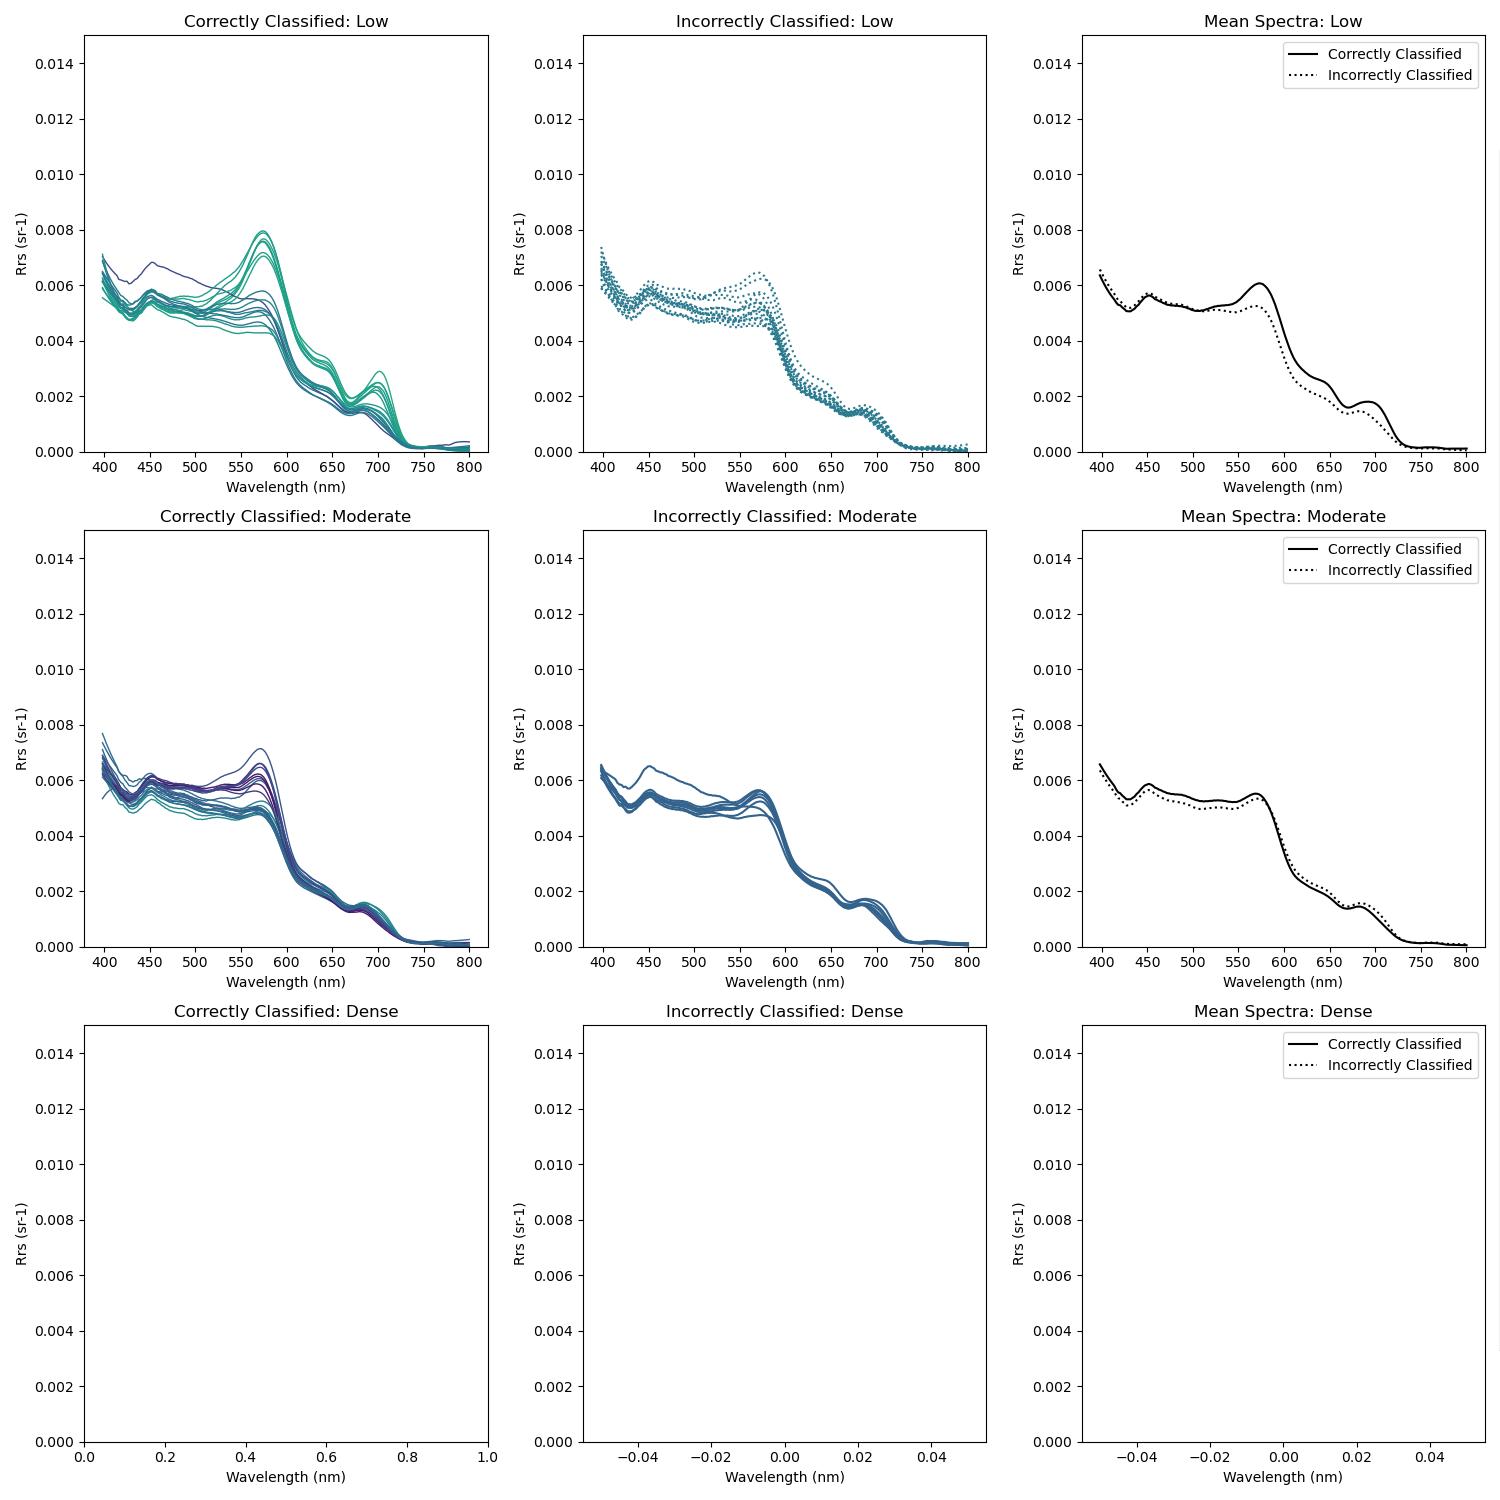 Correctly Classified: Low
0.014
0.012
0.010
0.008
0.006
0.004
0.002
0.000
Rrs (sr-1)
400 450 500 550 600 650 700 750 800
Wavelength (nm)
Incorrectly Classified: Low
0.014
0.012
0.010
0.008
0.006
0.004
0.002
0.000
Rrs (sr-1)
400 450 500 550 600 650 700 750 800
Wavelength (nm)
Mean Spectra: Low
Correctly Classified
Incorrectly Classified
0.014
0.012
0.010
0.008
0.006
0.004
0.002
0.000
Rrs (sr-1)
400 450 500 550 600 650 700 750 800
Wavelength (nm)
Correctly Classified: Moderate
0.014
0.012
0.010
0.008
0.006
0.004
0.002
0.000
Rrs (sr-1)
400 450 500 550 600 650 700 750 800
Wavelength (nm)
Incorrectly Classified: Moderate
0.014
0.012
0.010
0.008
0.006
0.004
0.002
0.000
Rrs (sr-1)
400 450 500 550 600 650 700 750 800
Wavelength (nm)
Mean Spectra: Moderate
Correctly Classified
Incorrectly Classified
0.014
0.012
0.010
0.008
0.006
0.004
0.002
0.000
Rrs (sr-1)
400 450 500 550 600 650 700 750 800
Wavelength (nm)
Correctly Classified: Dense
0.014
0.012
0.010
0.008
0.006
0.004
0.002
0.000
Rrs (sr-1)
0.0 0.2 0.4 0.6 0.8 1.0
Wavelength (nm)
Incorrectly Classified: Dense
0.014
0.012
0.010
0.008
0.006
0.004
0.002
0.000
Rrs (sr-1)
−0.04 −0.02 0.00 0.02 0.04
Wavelength (nm)
Mean Spectra: Dense
Correctly Classified
Incorrectly Classified
0.014
0.012
0.010
0.008
0.006
0.004
0.002
0.000
Rrs (sr-1)
−0.04 −0.02 0.00 0.02 0.04
Wavelength (nm)